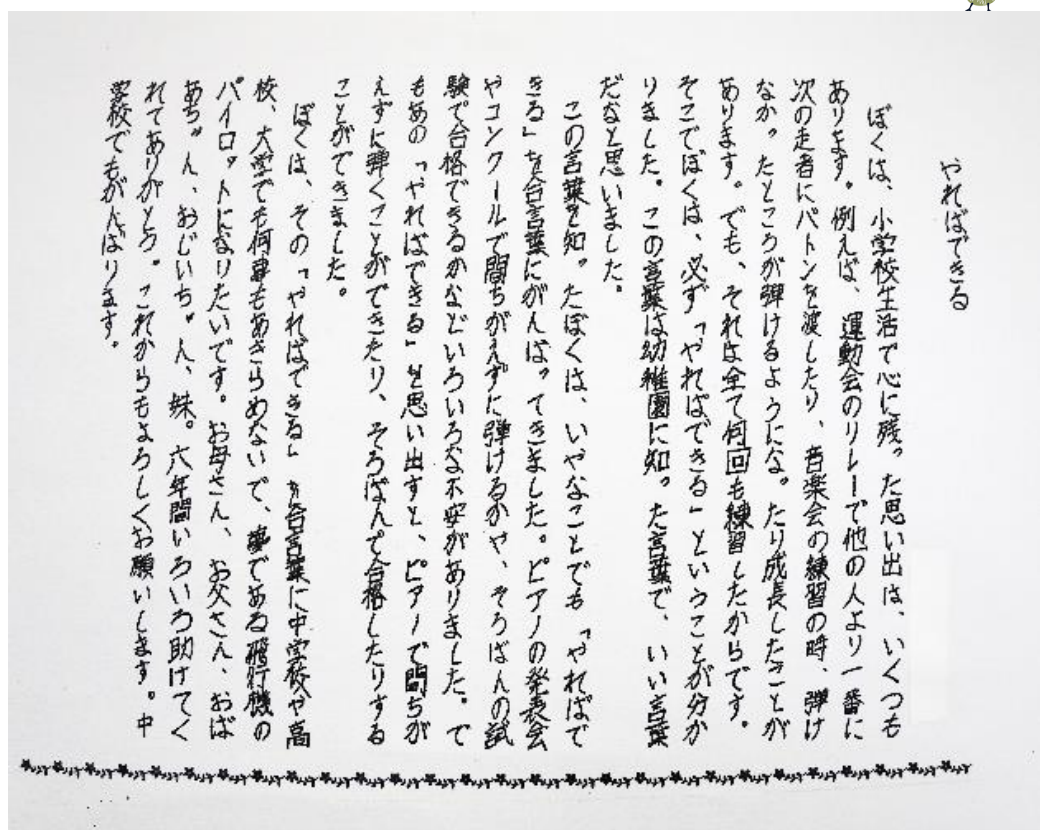 やればできる
ぼくは、小学校生活で心に残った思い出は、いくつも
あります。例えば、運動会のリレーで他の人より一番に
次の走者にバトンを渡したり、音楽会の練習の時、弾け
なかったところが弾けるようになったり成長したことが
あります。でも、それは全て何回も練習したからです。
そこでぼくは、必ず「やればできる」ということが分か
りました。この言葉は幼稚園に知った言葉で、いい言葉
だなと思いました。
この言葉を知ったぼくは、いやなことでも「やればで
きる」を合言葉にがんばってきました。ピアノの発表会
やコンクールで間ちがえずに弾けるかや、そろばんの試
験で合格できるかなどいろいろな不安がありました。で
もあの「やればできる」を思い出すと、ピアノで間ちが
えずに弾くことができたり、そろばんで合格したりする
ことができました。
ぼくは、その「やればできる」を合言葉に中学校や高
校、大学でも何事もあきらめないで、夢である飛行機の
パイロットになりたいです。お母さん、お父さん、おば
あちゃん、おじいちゃん、妹。六年間いろいろ助けてく
れてありがとう。これからもよろしくお願いします。中
学校でもがんばります。